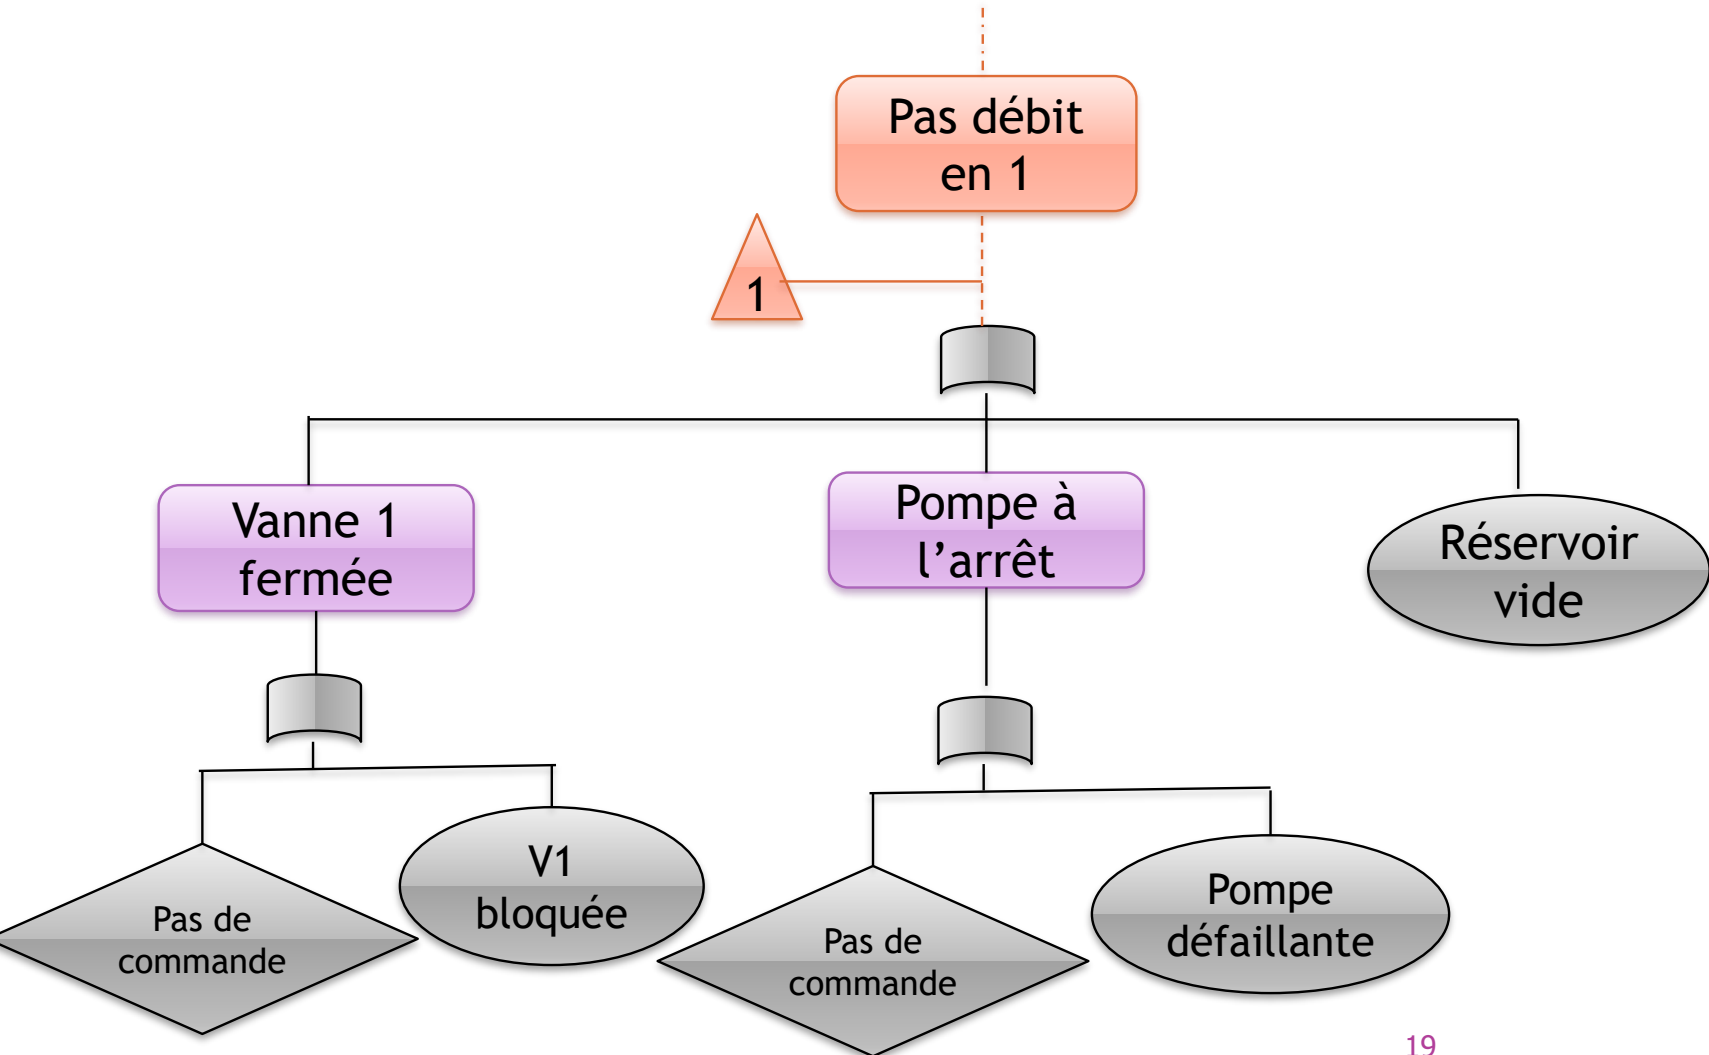 Pas débit
en 1
1
Vanne 1
fermée
Pompe à
l’arrêt
Réservoir
vide
Pas de
commande
V1
bloquée
Pas de
commande
Pompe
défaillante
19